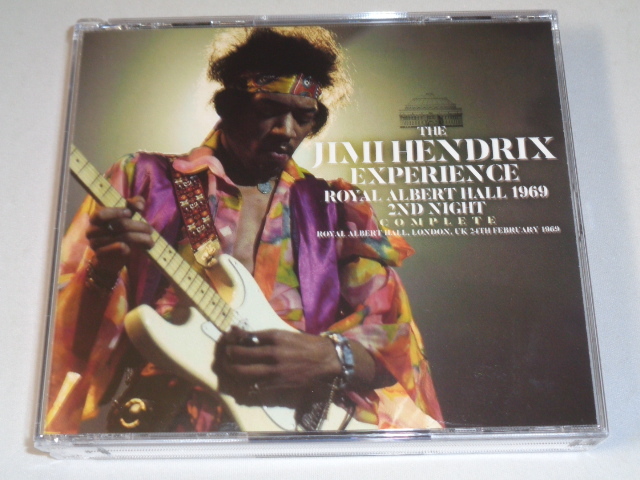 THE
JIMI HENDRIX
EXPERIENCE
ROYAL ALBERT HALL 1969
2ND NIGHT
COMPLETE
ROYAL ALBERT HALL, LONDON, UK 24TH FEBRUARY 1969